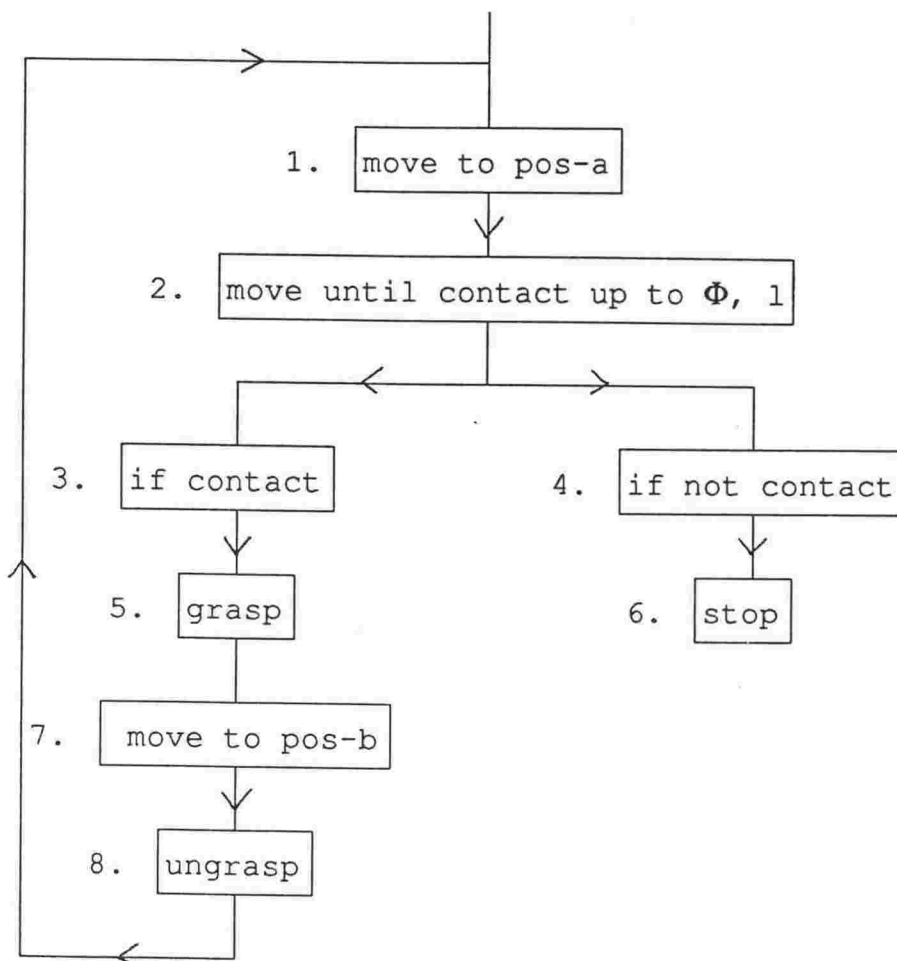 1. move to pos-a
2. move until contact up to Φ, l
3. if contact
4. if not contact
5. grasp
6. stop
7. move to pos-b
8. ungrasp